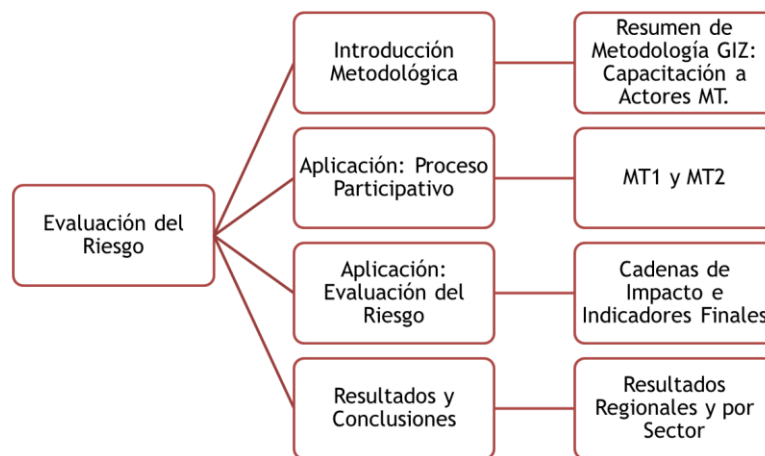 Evaluación del
Riesgo
Introducción
Metodológica
Resumen de
Metodología GIZ:
Capacitación a
Actores MT.
Aplicación: Proceso
Participativo
MT1 y MT2
Aplicación:
Evaluación del
Riesgo
Cadenas de
Impacto e
Indicadores Finales
Resultados y
Conclusiones
Resultados
Regionales y por
Sector